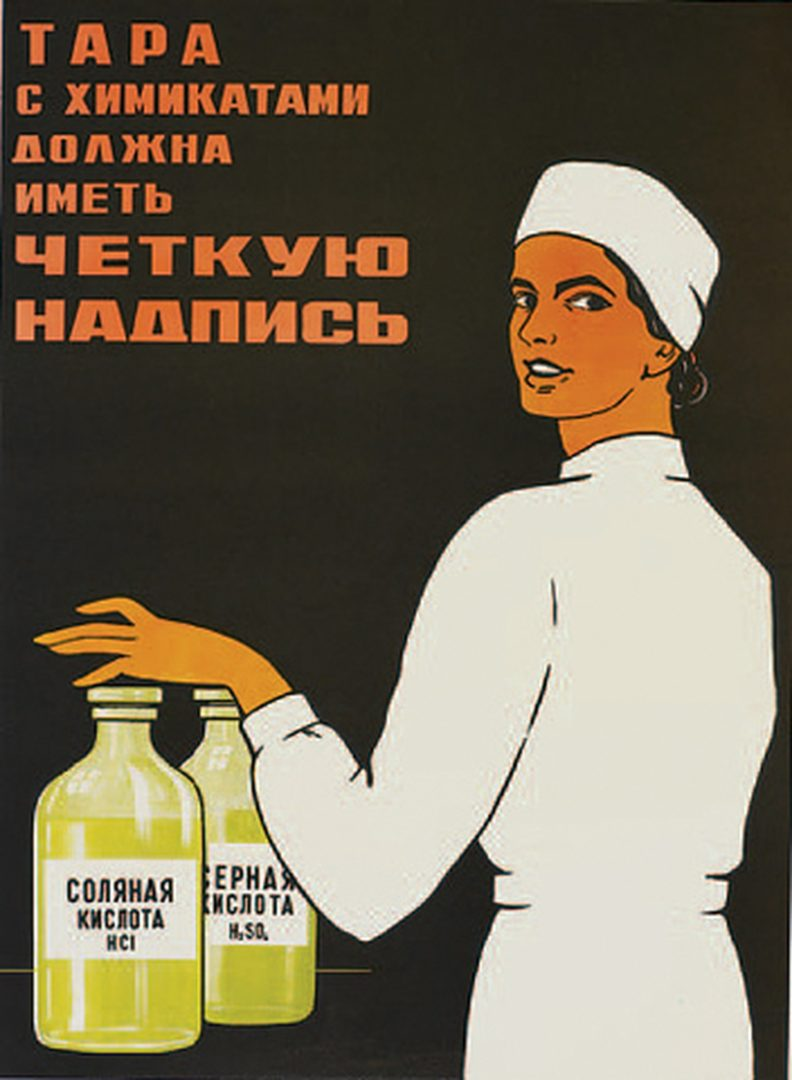 ТАРА
С ХИМИКАТАМИ
ДОЛЖНА
ИМЕТЬ
ЧЕТКУЮ
НАДПИСЬ
СОЛЯНАЯ
КИСЛОТА
HCl
СЕРНАЯ
КИСЛОТА
H₂SO₄